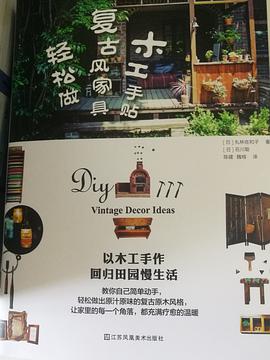 木工手帖
复古风家具
轻松做
[日]札林佐和子 著
[日]石川聪
陈建 魏榕 译
Diy
Vintage Decor Ideas
以木工手作
回归田园慢生活
教你自己简单动手，
轻松做出原汁原味的复古原木风格，
让家里的每一个角落，都充满疗愈的温暖
江苏凤凰美术出版社